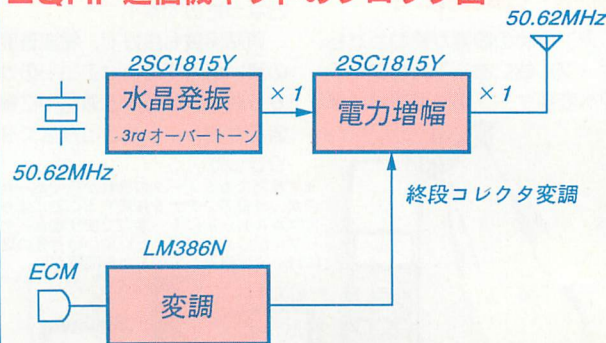 50.62MHz
2SC1815Y
2SC1815Y
水晶発振
3rdオーバートーン
×1
電力増幅
×1
50.62MHz
終段コレクタ変調
LM386N
ECM
変調